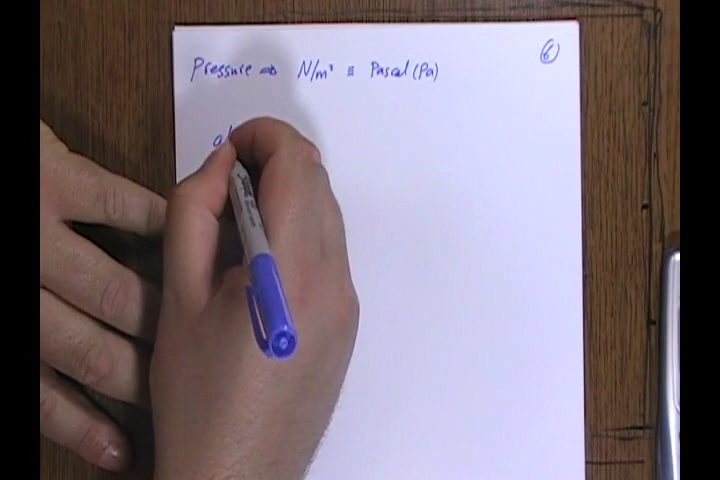 Pressure ⇒ N/m² ≡ Pascal (Pa) ⑥
a